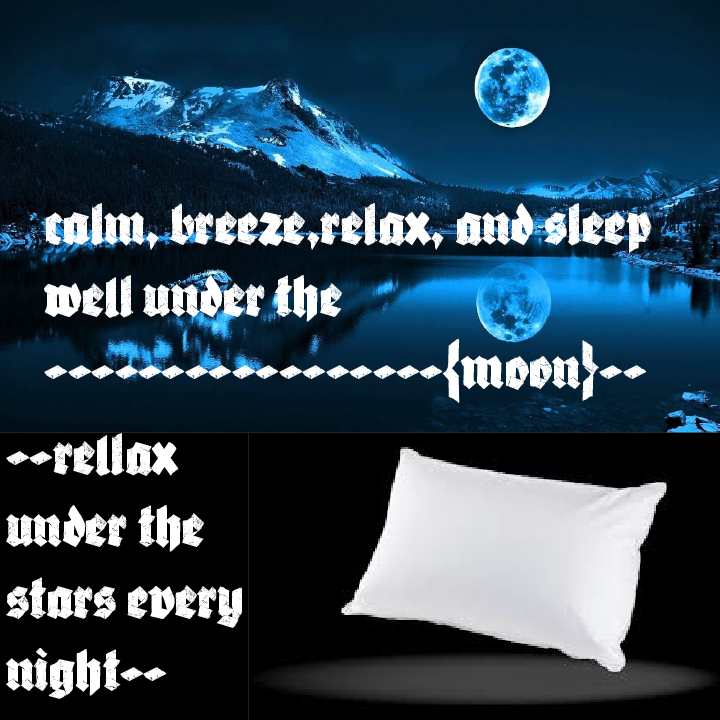 calm, breeze,relax, and sleep
well under the
------------------{moon}--
--rellax
under the
stars every
night--